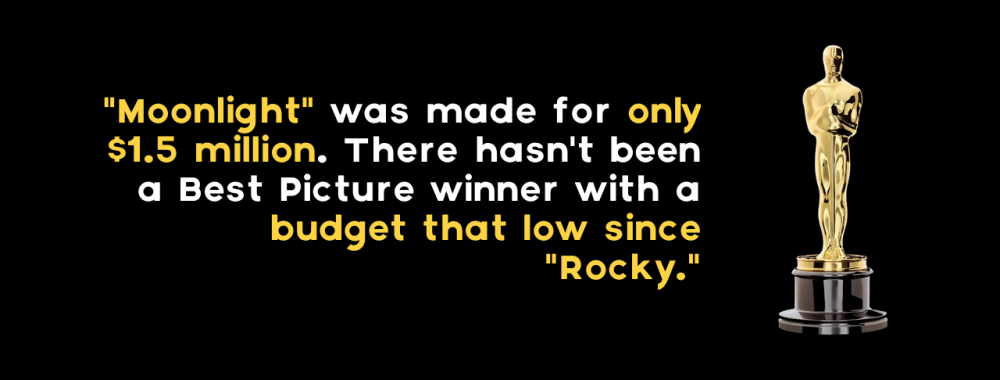 "Moonlight" was made for only
$1.5 million. There hasn't been
a Best Picture winner with a
budget that low since
"Rocky."